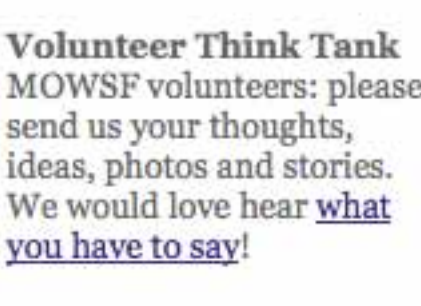 Volunteer Think Tank
MOWSF volunteers: please
send us your thoughts,
ideas, photos and stories.
We would love hear what
you have to say!